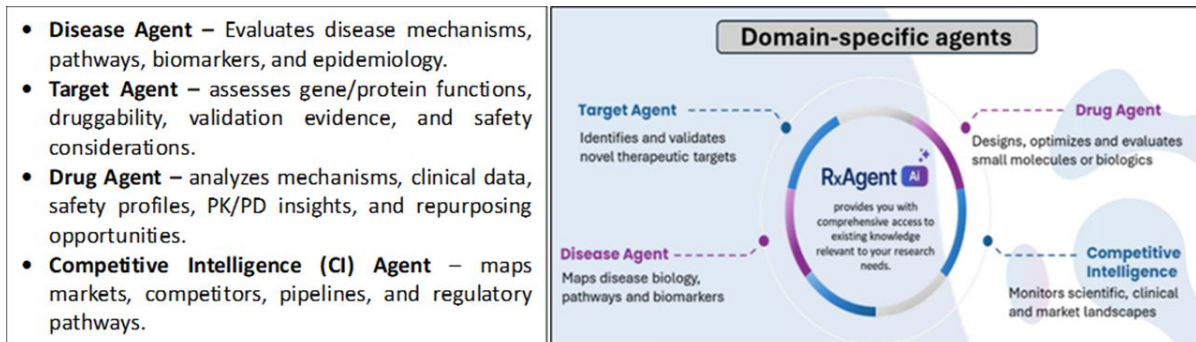 • Disease Agent – Evaluates disease mechanisms,
pathways, biomarkers, and epidemiology.
• Target Agent – assesses gene/protein functions,
druggability, validation evidence, and safety
considerations.
• Drug Agent – analyzes mechanisms, clinical data,
safety profiles, PK/PD insights, and repurposing
opportunities.
• Competitive Intelligence (CI) Agent – maps
markets, competitors, pipelines, and regulatory
pathways.
Domain-specific agents
Target Agent
Identifies and validates
novel therapeutic targets
Drug Agent
Designs, optimizes and evaluates
small molecules or biologics
RxAgent Ai
provides you with
comprehensive access to
existing knowledge
relevant to your research
needs.
Disease Agent
Maps disease biology,
pathways and biomarkers
Competitive
Intelligence
Monitors scientific, clinical
and market landscapes